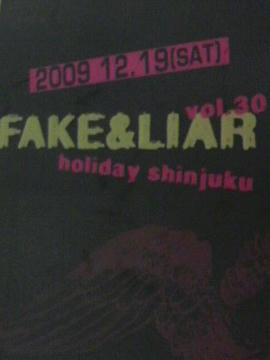 2009 12.19(SAT)
vol.30
FAKE&LIAR
holiday shinjuku